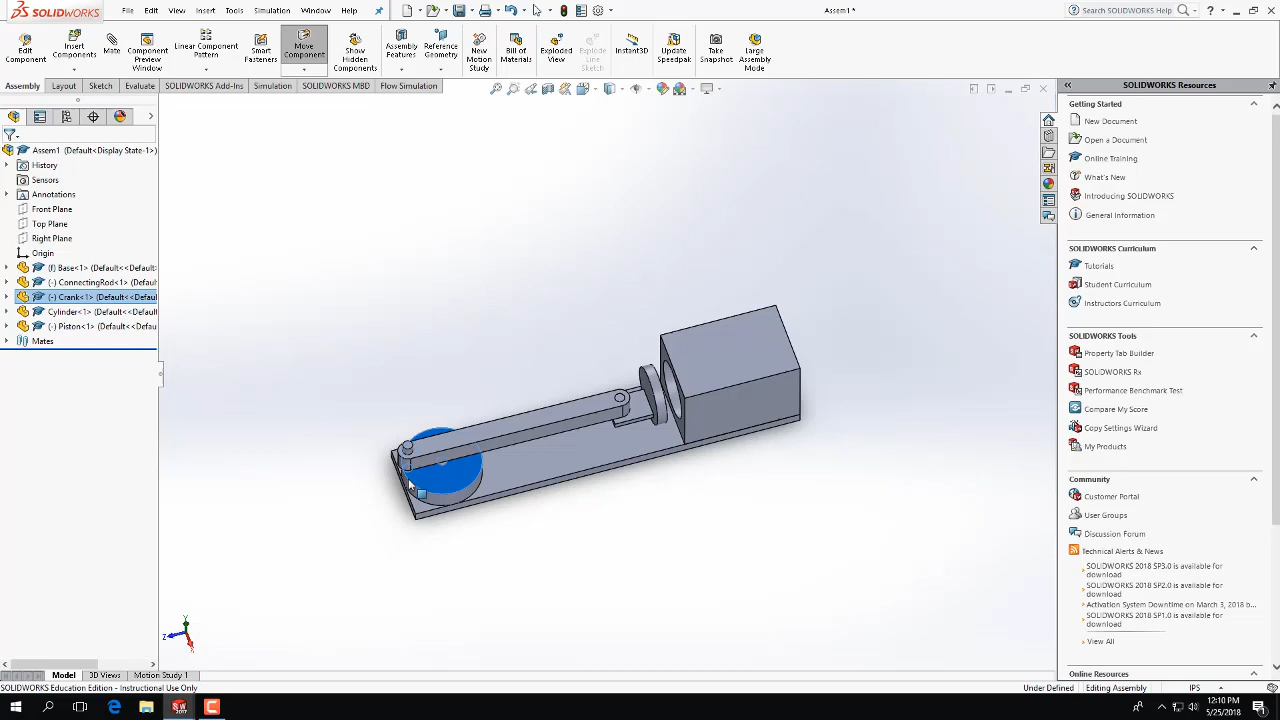 SOLIDWORKS File Edit View Insert Tools Simulation Window Help Assem1 * Search SOLIDWORKS Help
Edit Component
Insert Components
Mate
Component Preview Window
Linear Component Pattern
Smart Fasteners
Move Component
Show Hidden Components
Assembly Features
Reference Geometry
New Motion Study
Bill of Materials
Exploded View
Explode Line Sketch
Instant3D
Update Speedpak
Take Snapshot
Large Assembly Mode
Assembly Layout Sketch Evaluate SOLIDWORKS Add-Ins Simulation SOLIDWORKS MBD Flow Simulation
Assem1 (Default<Display State-1>)
History
Sensors
Annotations
Front Plane
Top Plane
Right Plane
Origin
(f) Base<1> (Default<<Default:
(-) ConnectingRod<1> (Defaul
(-) Crank<1> (Default<<Defaul
Cylinder<1> (Default<<Default
(-) Piston<1> (Default<<Defau
Mates
Y
Z
X
SOLIDWORKS Resources
Getting Started
New Document
Open a Document
Online Training
What's New
Introducing SOLIDWORKS
General Information
SOLIDWORKS Curriculum
Tutorials
Student Curriculum
Instructors Curriculum
SOLIDWORKS Tools
Property Tab Builder
SOLIDWORKS Rx
Performance Benchmark Test
Compare My Score
Copy Settings Wizard
My Products
Community
Customer Portal
User Groups
Discussion Forum
Technical Alerts & News
SOLIDWORKS 2018 SP3.0 is available for download
SOLIDWORKS 2018 SP2.0 is available for download
Activation System Downtime on March 3, 2018 b...
SOLIDWORKS 2018 SP1.0 is available for download
View All
Online Resources
Model 3D Views Motion Study 1
SOLIDWORKS Education Edition - Instructional Use Only Under Defined Editing Assembly IPS
12:10 PM
5/25/2018